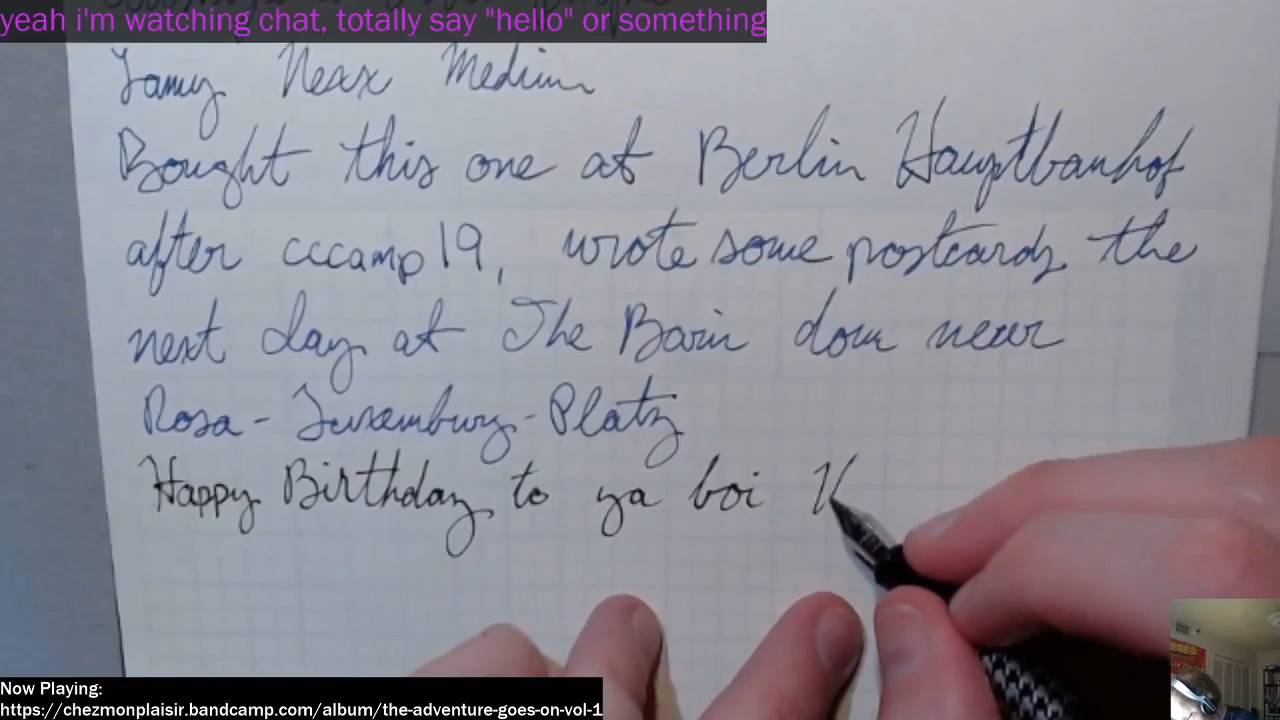 yeah i'm watching chat, totally say "hello" or something
Lamy Nexx Medium
Bought this one at Berlin Hauptbanhof
after cccamp19, wrote some postcards the
next day at The Barn down near
Rosa-Luxemburg-Platz
Happy Birthday to ya boi
Now Playing:
https://chezmonplaisir.bandcamp.com/album/the-adventure-goes-on-vol-1